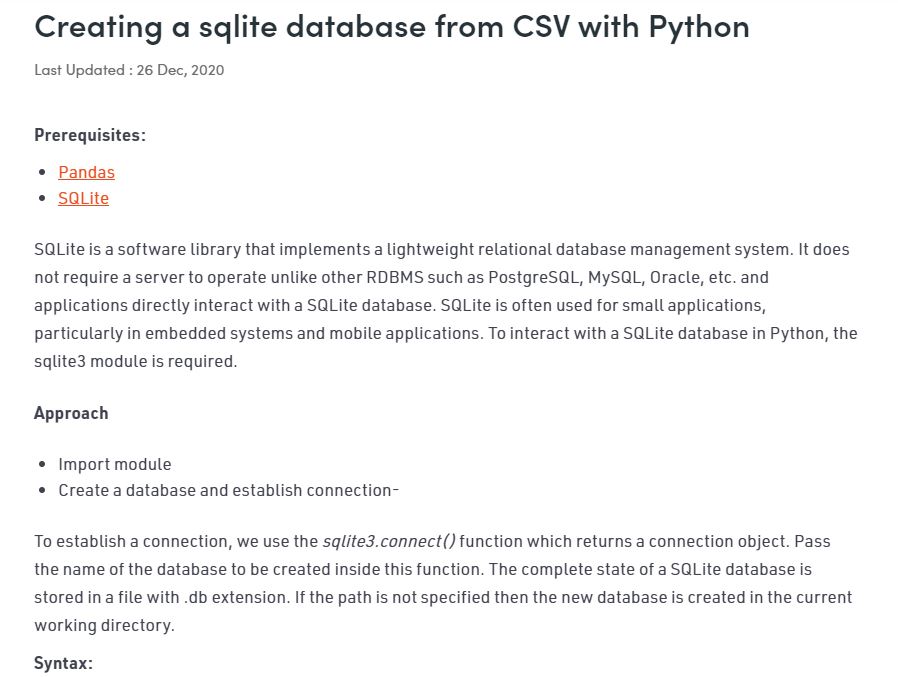 Creating a sqlite database from CSV with Python
Last Updated : 26 Dec, 2020
Prerequisites:
• Pandas
• SQLite
SQLite is a software library that implements a lightweight relational database management system. It does
not require a server to operate unlike other RDBMS such as PostgreSQL, MySQL, Oracle, etc. and
applications directly interact with a SQLite database. SQLite is often used for small applications,
particularly in embedded systems and mobile applications. To interact with a SQLite database in Python, the
sqlite3 module is required.
Approach
• Import module
• Create a database and establish connection-
To establish a connection, we use the sqlite3.connect() function which returns a connection object. Pass
the name of the database to be created inside this function. The complete state of a SQLite database is
stored in a file with .db extension. If the path is not specified then the new database is created in the current
working directory.
Syntax: